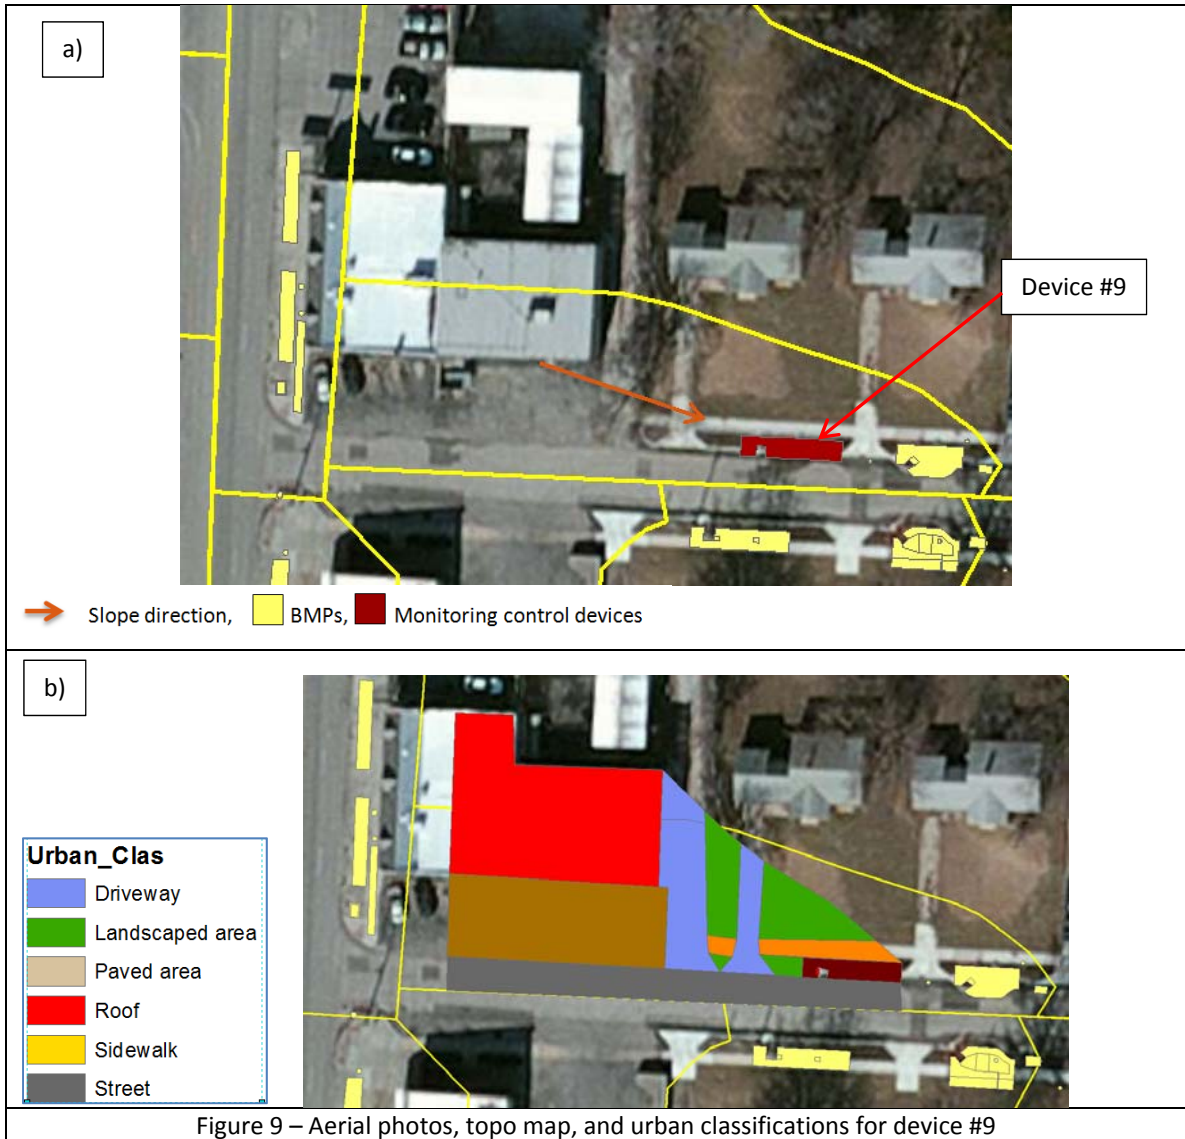 a)
Device #9
Slope direction, BMPs, Monitoring control devices
b)
Urban_Clas
Driveway
Landscaped area
Paved area
Roof
Sidewalk
Street
Figure 9 – Aerial photos, topo map, and urban classifications for device #9